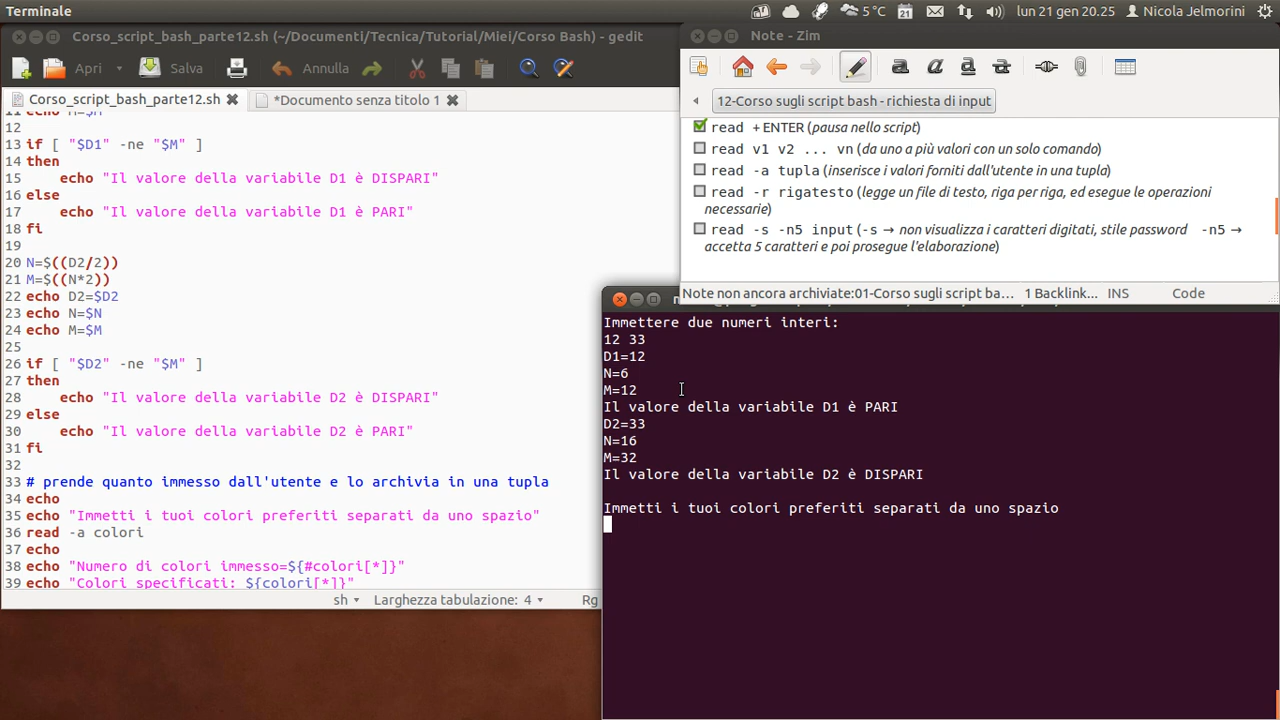 Terminale
5 °C
lun 21 gen 20.25
Nicola Jelmorini
Corso_script_bash_parte12.sh (~/Documenti/Tecnica/Tutorial/Miei/Corso Bash) - gedit
Apri
Salva
Annulla
Corso_script_bash_parte12.sh
*Documento senza titolo 1
11 echo M=$M
12
13 if [ "$D1" -ne "$M" ]
14 then
15 echo "Il valore della variabile D1 è DISPARI"
16 else
17 echo "Il valore della variabile D1 è PARI"
18 fi
19
20 N=$((D2/2))
21 M=$((N*2))
22 echo D2=$D2
23 echo N=$N
24 echo M=$M
25
26 if [ "$D2" -ne "$M" ]
27 then
28 echo "Il valore della variabile D2 è DISPARI"
29 else
30 echo "Il valore della variabile D2 è PARI"
31 fi
32
33 # prende quanto immesso dall'utente e lo archivia in una tupla
34 echo
35 echo "Immetti i tuoi colori preferiti separati da uno spazio"
36 read -a colori
37 echo
38 echo "Numero di colori immesso=${#colori[*]}"
39 echo "Colori specificati: ${colori[*]}"
sh
Larghezza tabulazione: 4
Rg
Note - Zim
12-Corso sugli script bash - richiesta di input
read + ENTER (pausa nello script)
read v1 v2 ... vn (da uno a più valori con un solo comando)
read -a tupla (inserisce i valori forniti dall'utente in una tupla)
read -r rigatesto (legge un file di testo, riga per riga, ed esegue le operazioni
necessarie)
read -s -n5 input (-s → non visualizza i caratteri digitati, stile password -n5 →
accetta 5 caratteri e poi prosegue l'elaborazione)
Note non ancora archiviate:01-Corso sugli script ba...
1 Backlink...
INS
Code
Immettere due numeri interi:
12 33
D1=12
N=6
M=12
Il valore della variabile D1 è PARI
D2=33
N=16
M=32
Il valore della variabile D2 è DISPARI
Immetti i tuoi colori preferiti separati da uno spazio